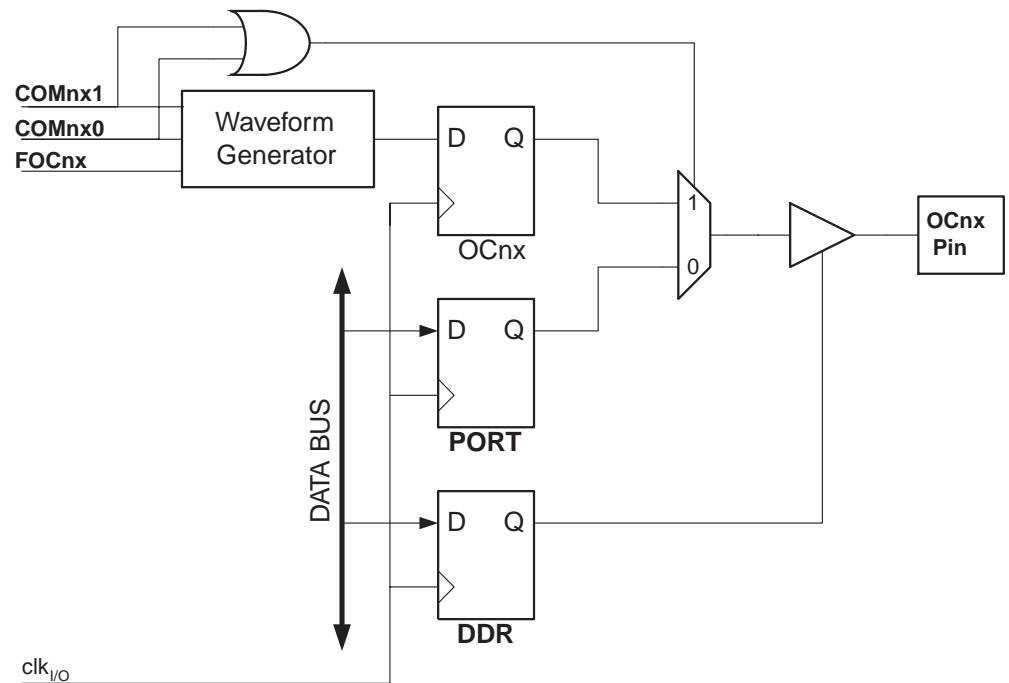 COMnx1
COMnx0
FOCnx
Waveform
Generator
D Q
OCnx
1
0
OCnx
Pin
DATA BUS
D Q
PORT
D Q
DDR
clkI/O